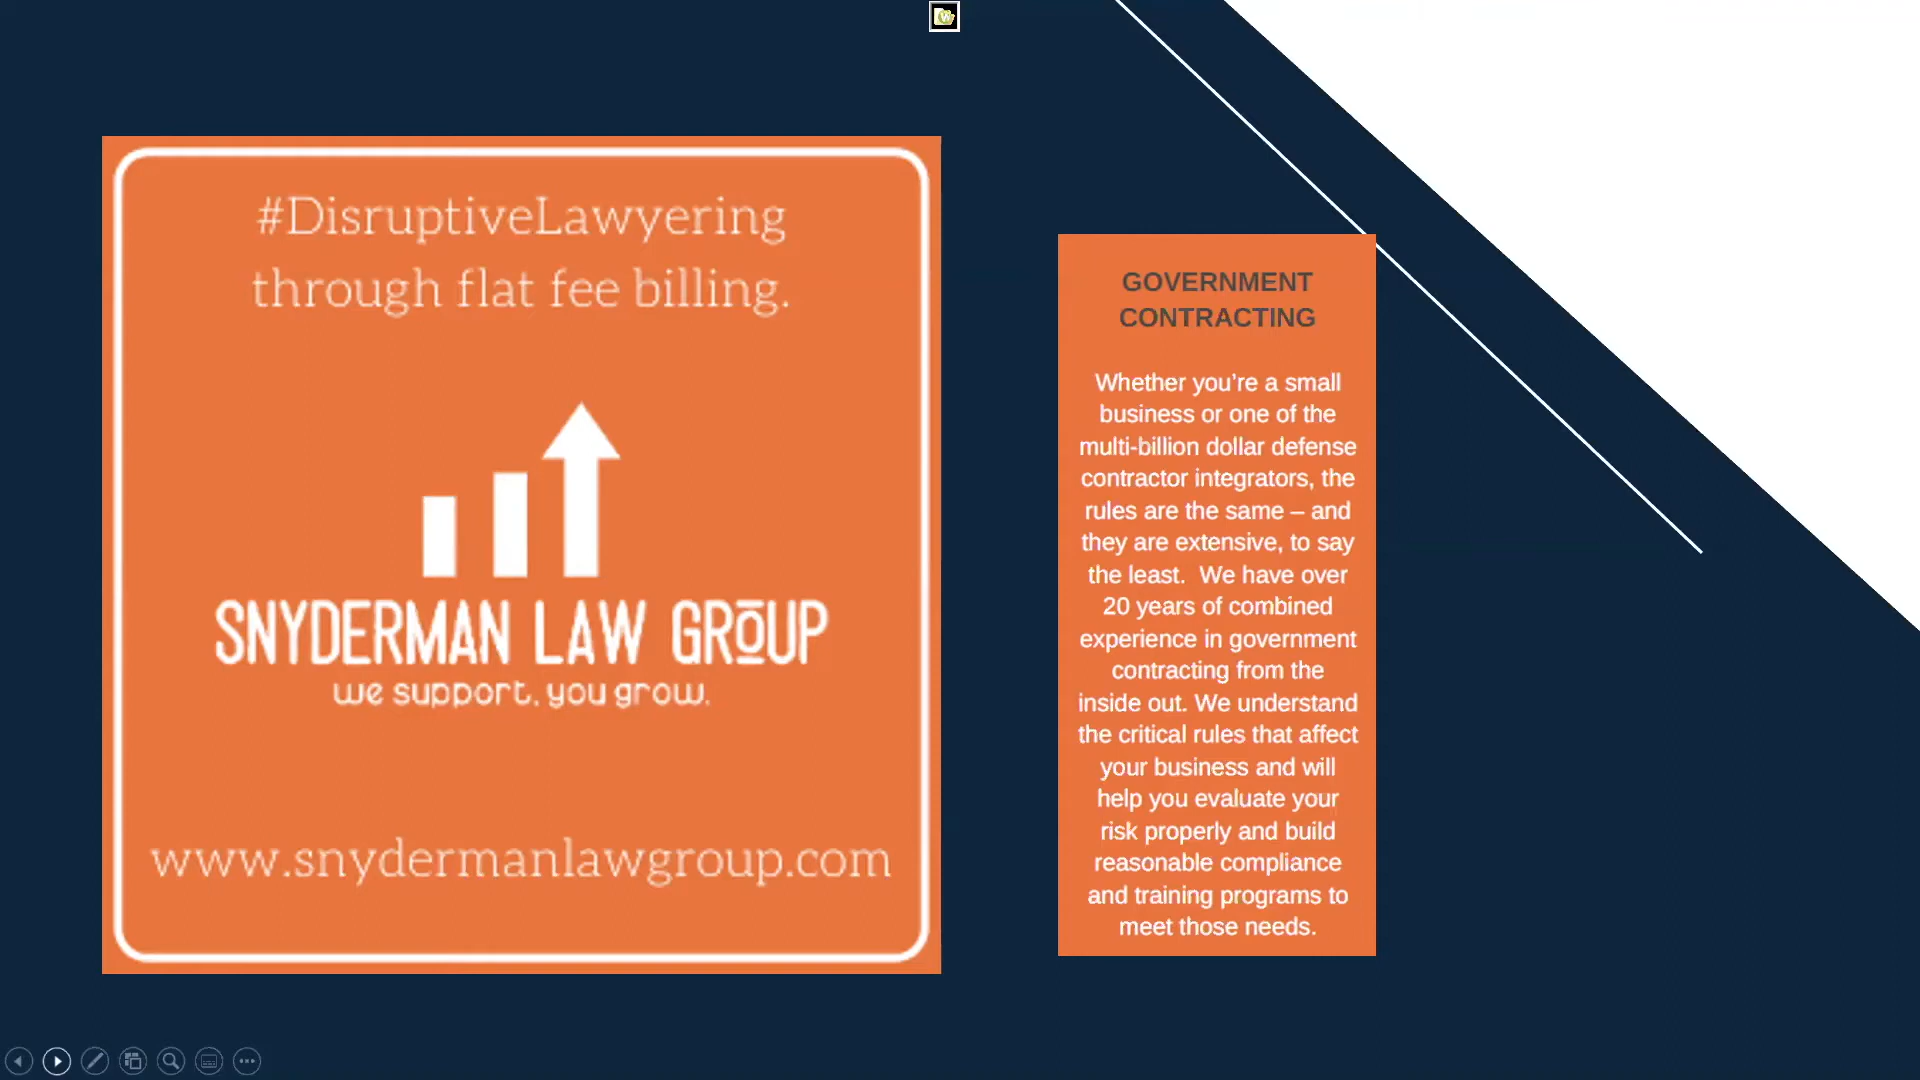 #DisruptiveLawyering
through flat fee billing.
SNYDERMAN LAW GROUP
we support, you grow.
www.snydermanlawgroup.com
GOVERNMENT
CONTRACTING
Whether you’re a small
business or one of the
multi-billion dollar defense
contractor integrators, the
rules are the same – and
they are extensive, to say
the least.  We have over
20 years of combined
experience in government
contracting from the
inside out. We understand
the critical rules that affect
your business and will
help you evaluate your
risk properly and build
reasonable compliance
and training programs to
meet those needs.